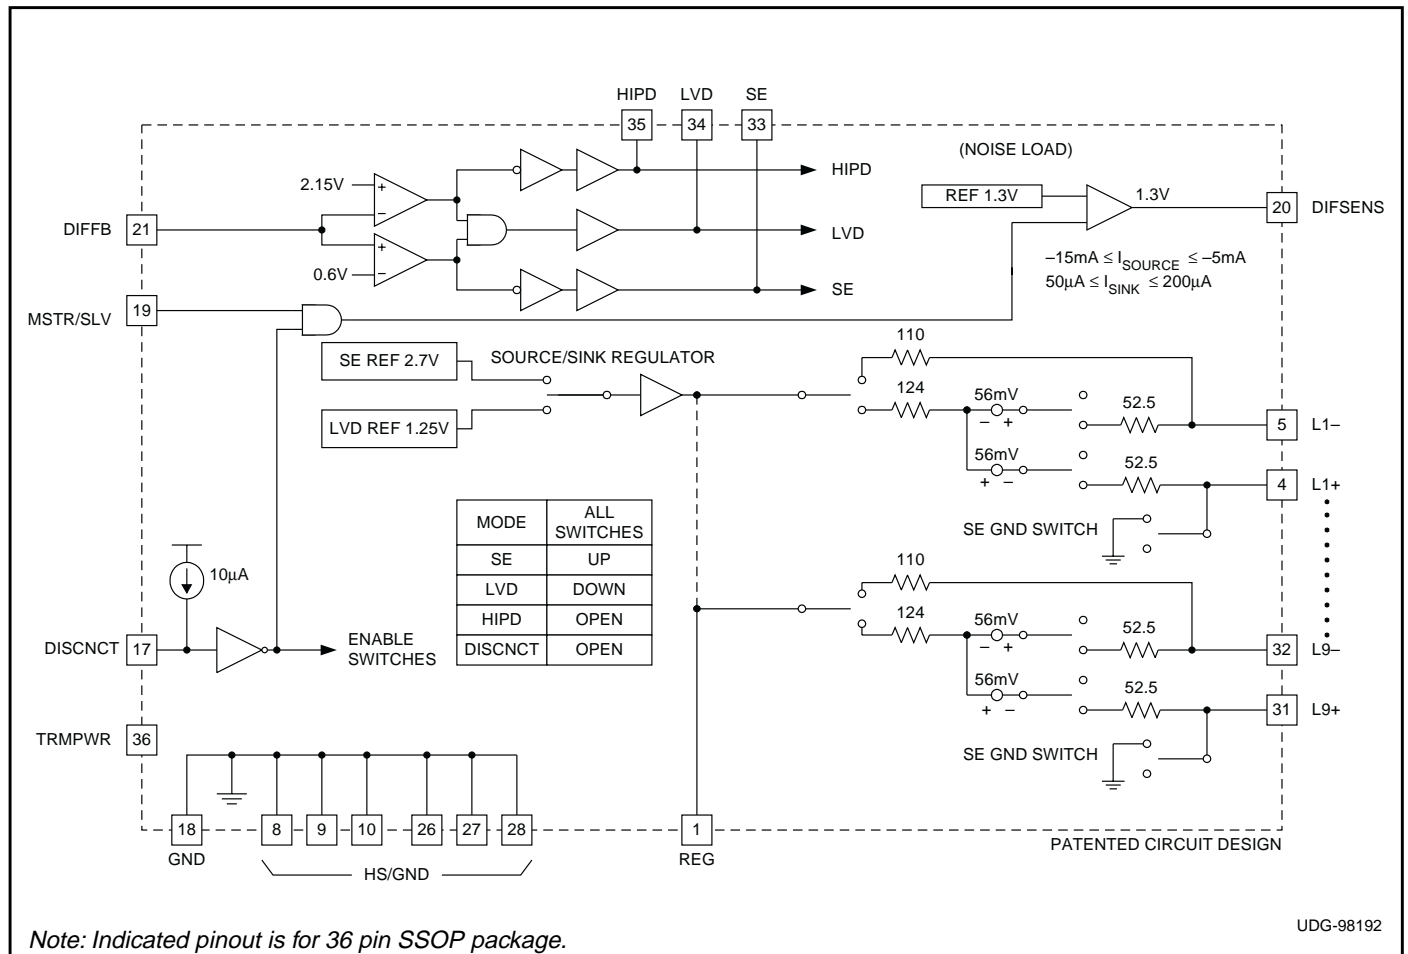 HIPD LVD SE
35 34 33
(NOISE LOAD)
2.15V
+
–
HIPD
REF 1.3V
1.3V
DIFFB 21
20 DIFSENS
LVD
+
–
0.6V
–15mA ≤ ISOURCE ≤ –5mA
50µA ≤ ISINK ≤ 200µA
SE
MSTR/SLV 19
110
SE REF 2.7V
SOURCE/SINK REGULATOR
124
56mV
– +
52.5
5 L1–
LVD REF 1.25V
56mV
+ –
52.5
4 L1+
SE GND SWITCH
MODE ALL SWITCHES
SE UP
LVD DOWN
HIPD OPEN
DISCNCT OPEN
10µA
110
124
56mV
– +
52.5
32 L9–
DISCNCT 17
ENABLE
SWITCHES
56mV
+ –
52.5
31 L9+
TRMPWR 36
SE GND SWITCH
18 8 9 10 26 27 28 1
GND
HS/GND
REG
PATENTED CIRCUIT DESIGN
UDG-98192
Note: Indicated pinout is for 36 pin SSOP package.